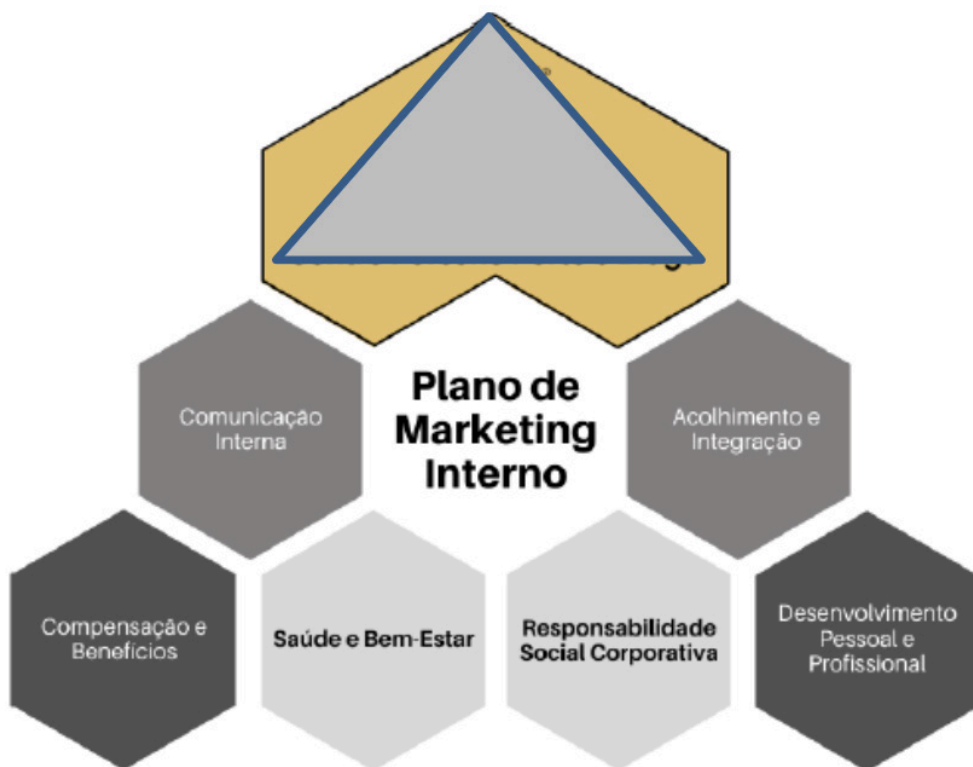 Plano de
Marketing
Interno
Comunicação
Interna
Acolhimento e
Integração
Compensação e
Benefícios
Saúde e Bem-Estar
Responsabilidade
Social Corporativa
Desenvolvimento
Pessoal e
Profissional